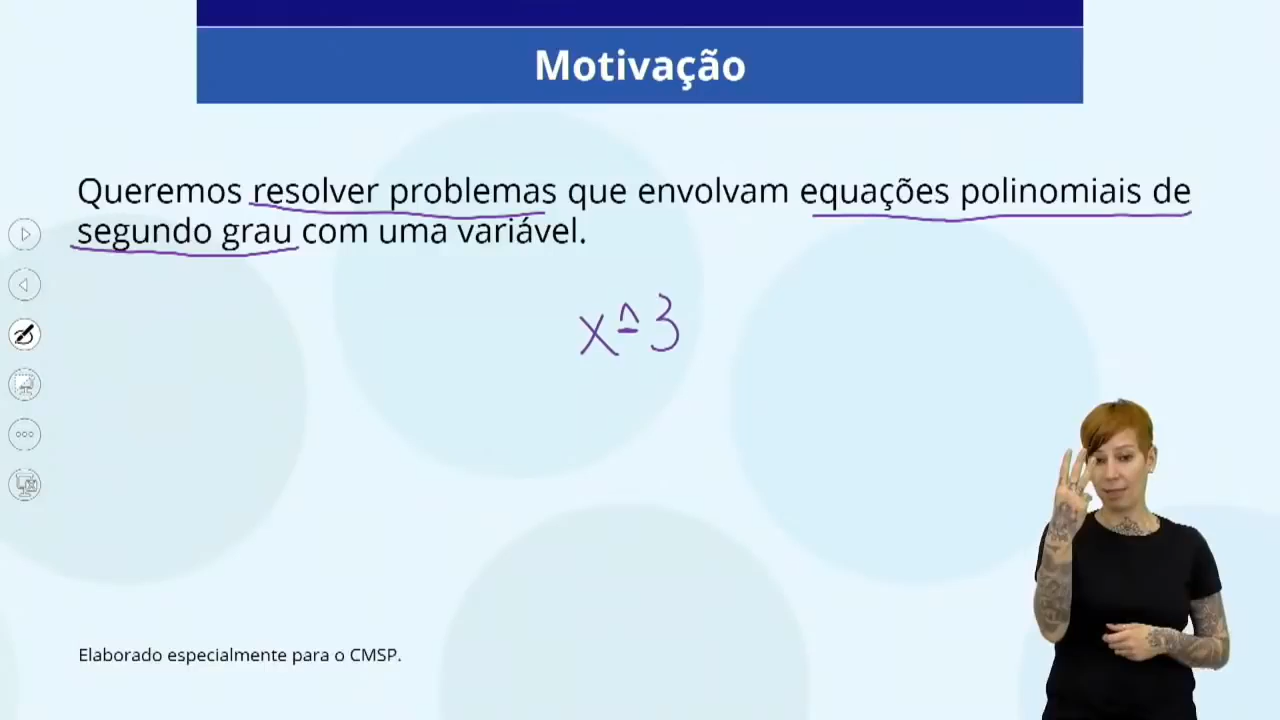 Motivação
Queremos resolver problemas que envolvam equações polinomiais de
segundo grau com uma variável.
x^3
Elaborado especialmente para o CMSP.